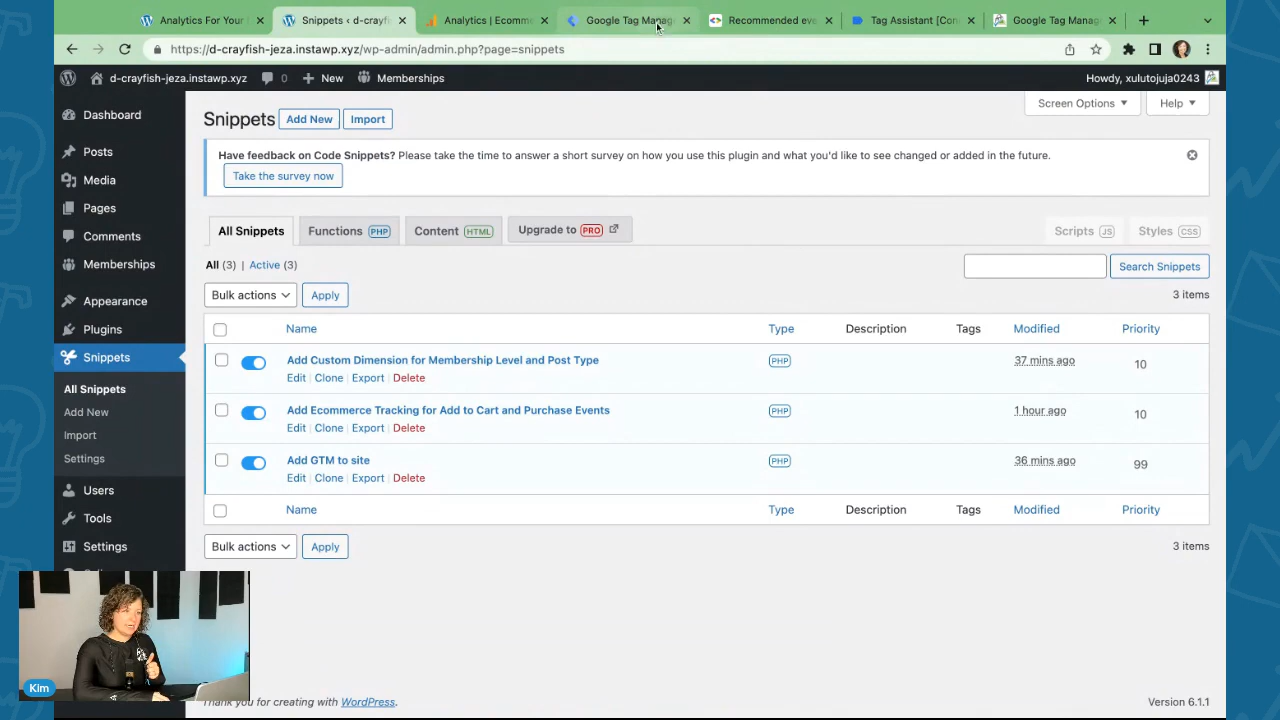 Analytics For Your
Snippets ‹ d-crayfi
Analytics | Ecomm
Google Tag Manag
Recommended eve
Tag Assistant [Con
Google Tag Manag
https://d-crayfish-jeza.instawp.xyz/wp-admin/admin.php?page=snippets
d-crayfish-jeza.instawp.xyz 0 New Memberships Howdy, xulutojuja0243
Dashboard
Posts
Media
Pages
Comments
Memberships
Appearance
Plugins
Snippets
All Snippets
Add New
Import
Settings
Users
Tools
Settings
Snippets Add New Import
Screen Options Help
Have feedback on Code Snippets? Please take the time to answer a short survey on how you use this plugin and what you'd like to see changed or added in the future.
Take the survey now
All Snippets Functions PHP Content HTML Upgrade to PRO Scripts JS Styles CSS
All (3) | Active (3)
Search Snippets
Bulk actions Apply 3 items
Name Type Description Tags Modified Priority
Add Custom Dimension for Membership Level and Post Type PHP 37 mins ago 10
Edit | Clone | Export | Delete
Add Ecommerce Tracking for Add to Cart and Purchase Events PHP 1 hour ago 10
Edit | Clone | Export | Delete
Add GTM to site PHP 36 mins ago 99
Edit | Clone | Export | Delete
Name Type Description Tags Modified Priority
Bulk actions Apply 3 items
Thank you for creating with WordPress. Version 6.1.1
Kim